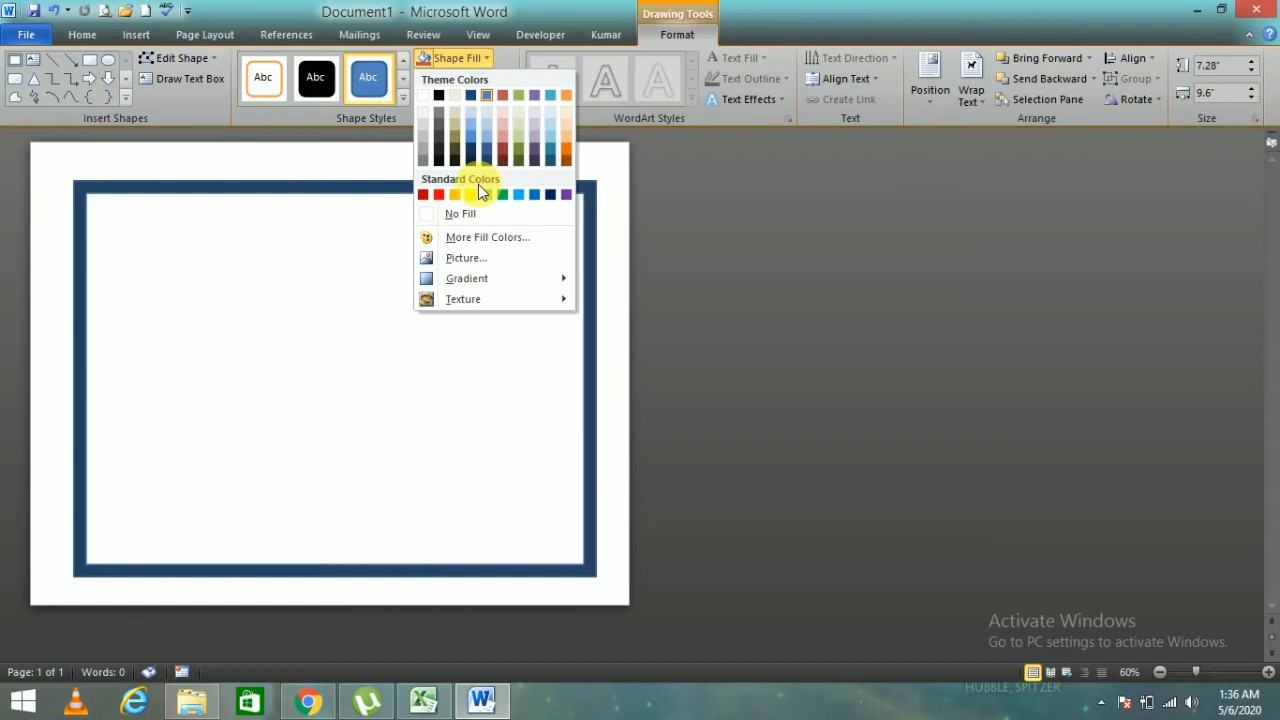 Document1 - Microsoft Word
Drawing Tools
File Home Insert Page Layout References Mailings Review View Developer Kumar Format
Edit Shape
Draw Text Box
Insert Shapes
Abc Abc Abc
Shape Styles
Shape Fill
Theme Colors
Standard Colors
No Fill
More Fill Colors...
Picture...
Gradient
Texture
A A A
Text Fill
Text Outline
Text Effects
WordArt Styles
Text Direction
Align Text
Create Link
Text
Position
Wrap Text
Bring Forward
Send Backward
Selection Pane
Align
Group
Rotate
Arrange
7.28"
9.6"
Size
Activate Windows
Go to PC settings to activate Windows.
Page: 1 of 1 Words: 0
60%
HUBBLE, SPITZER
1:36 AM
5/6/2020